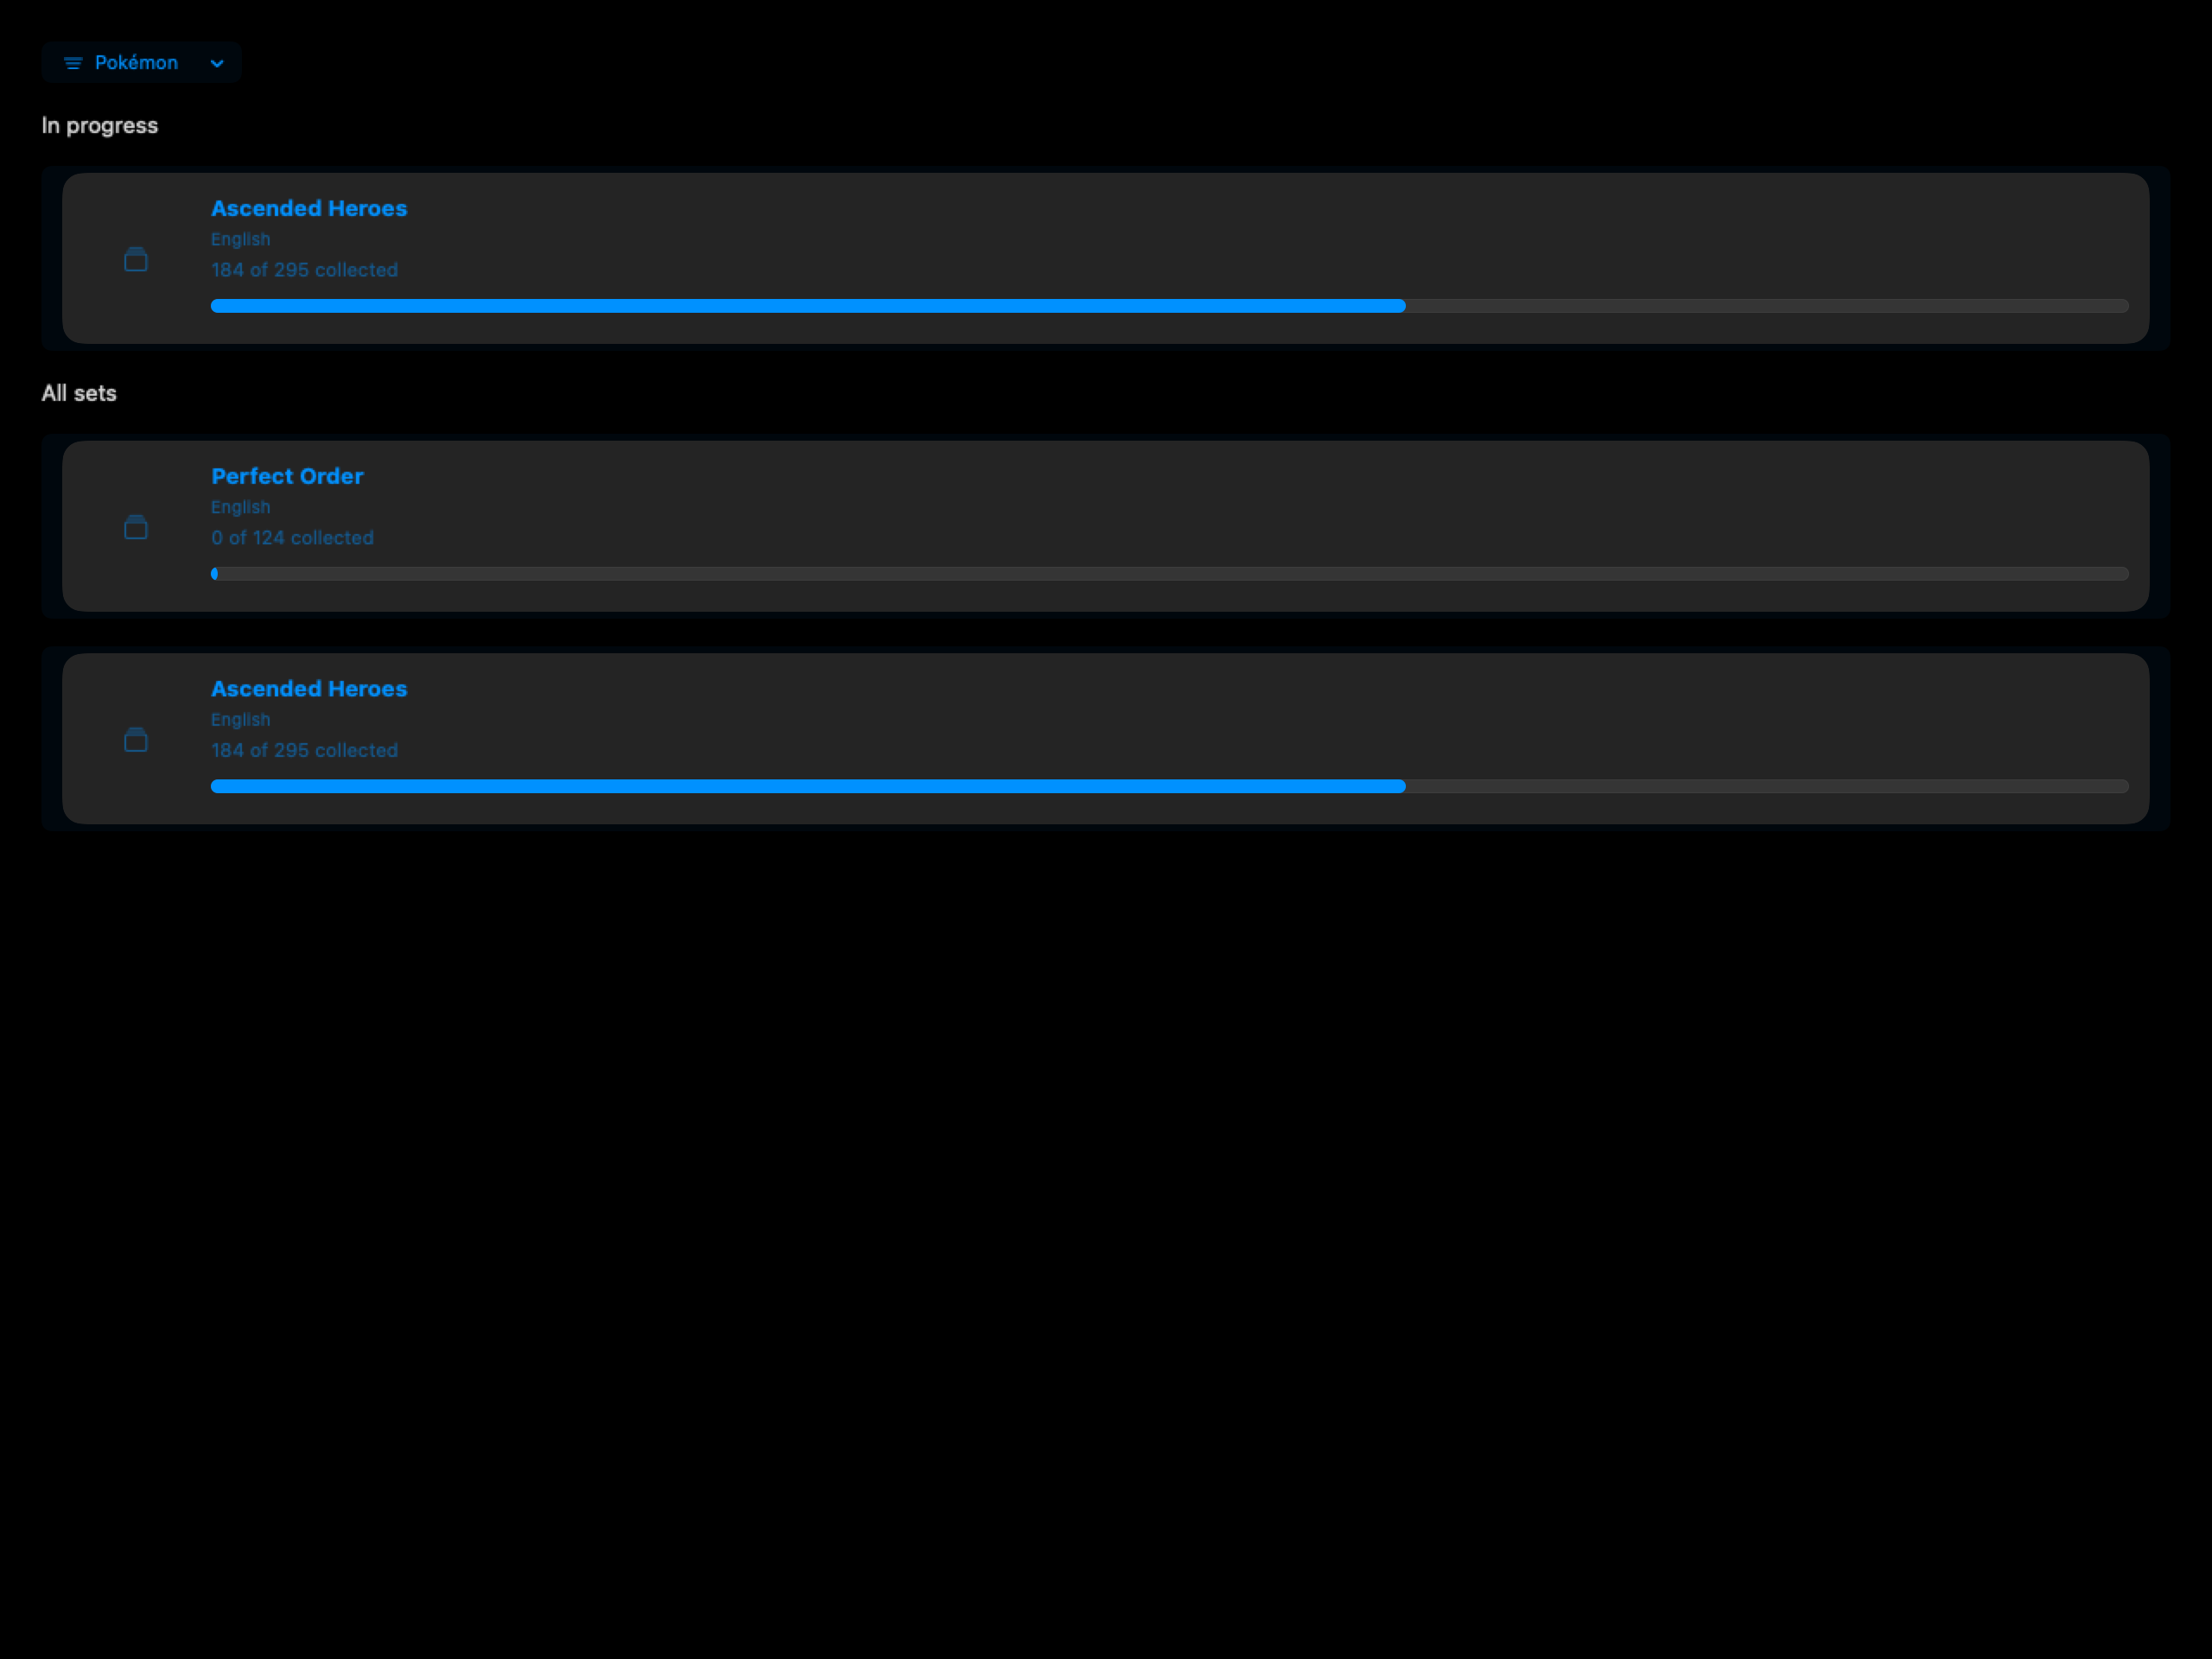 Pokémon
In progress
Ascended Heroes
English
184 of 295 collected
All sets
Perfect Order
English
0 of 124 collected
Ascended Heroes
English
184 of 295 collected